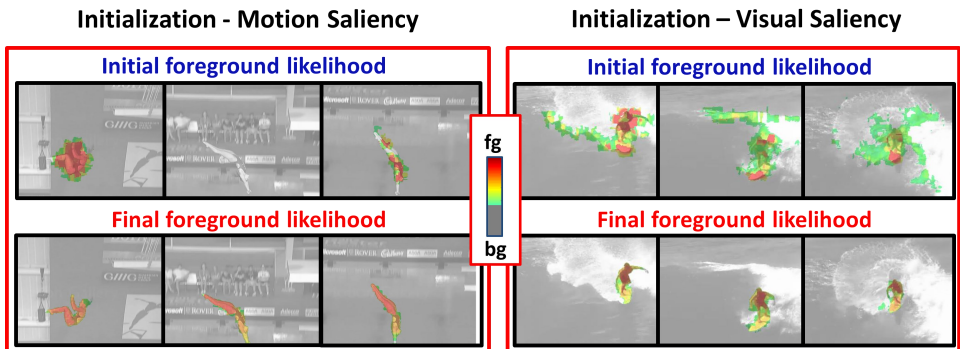 Initialization - Motion Saliency
Initialization – Visual Saliency
Initial foreground likelihood
Initial foreground likelihood
fg
bg
Final foreground likelihood
Final foreground likelihood